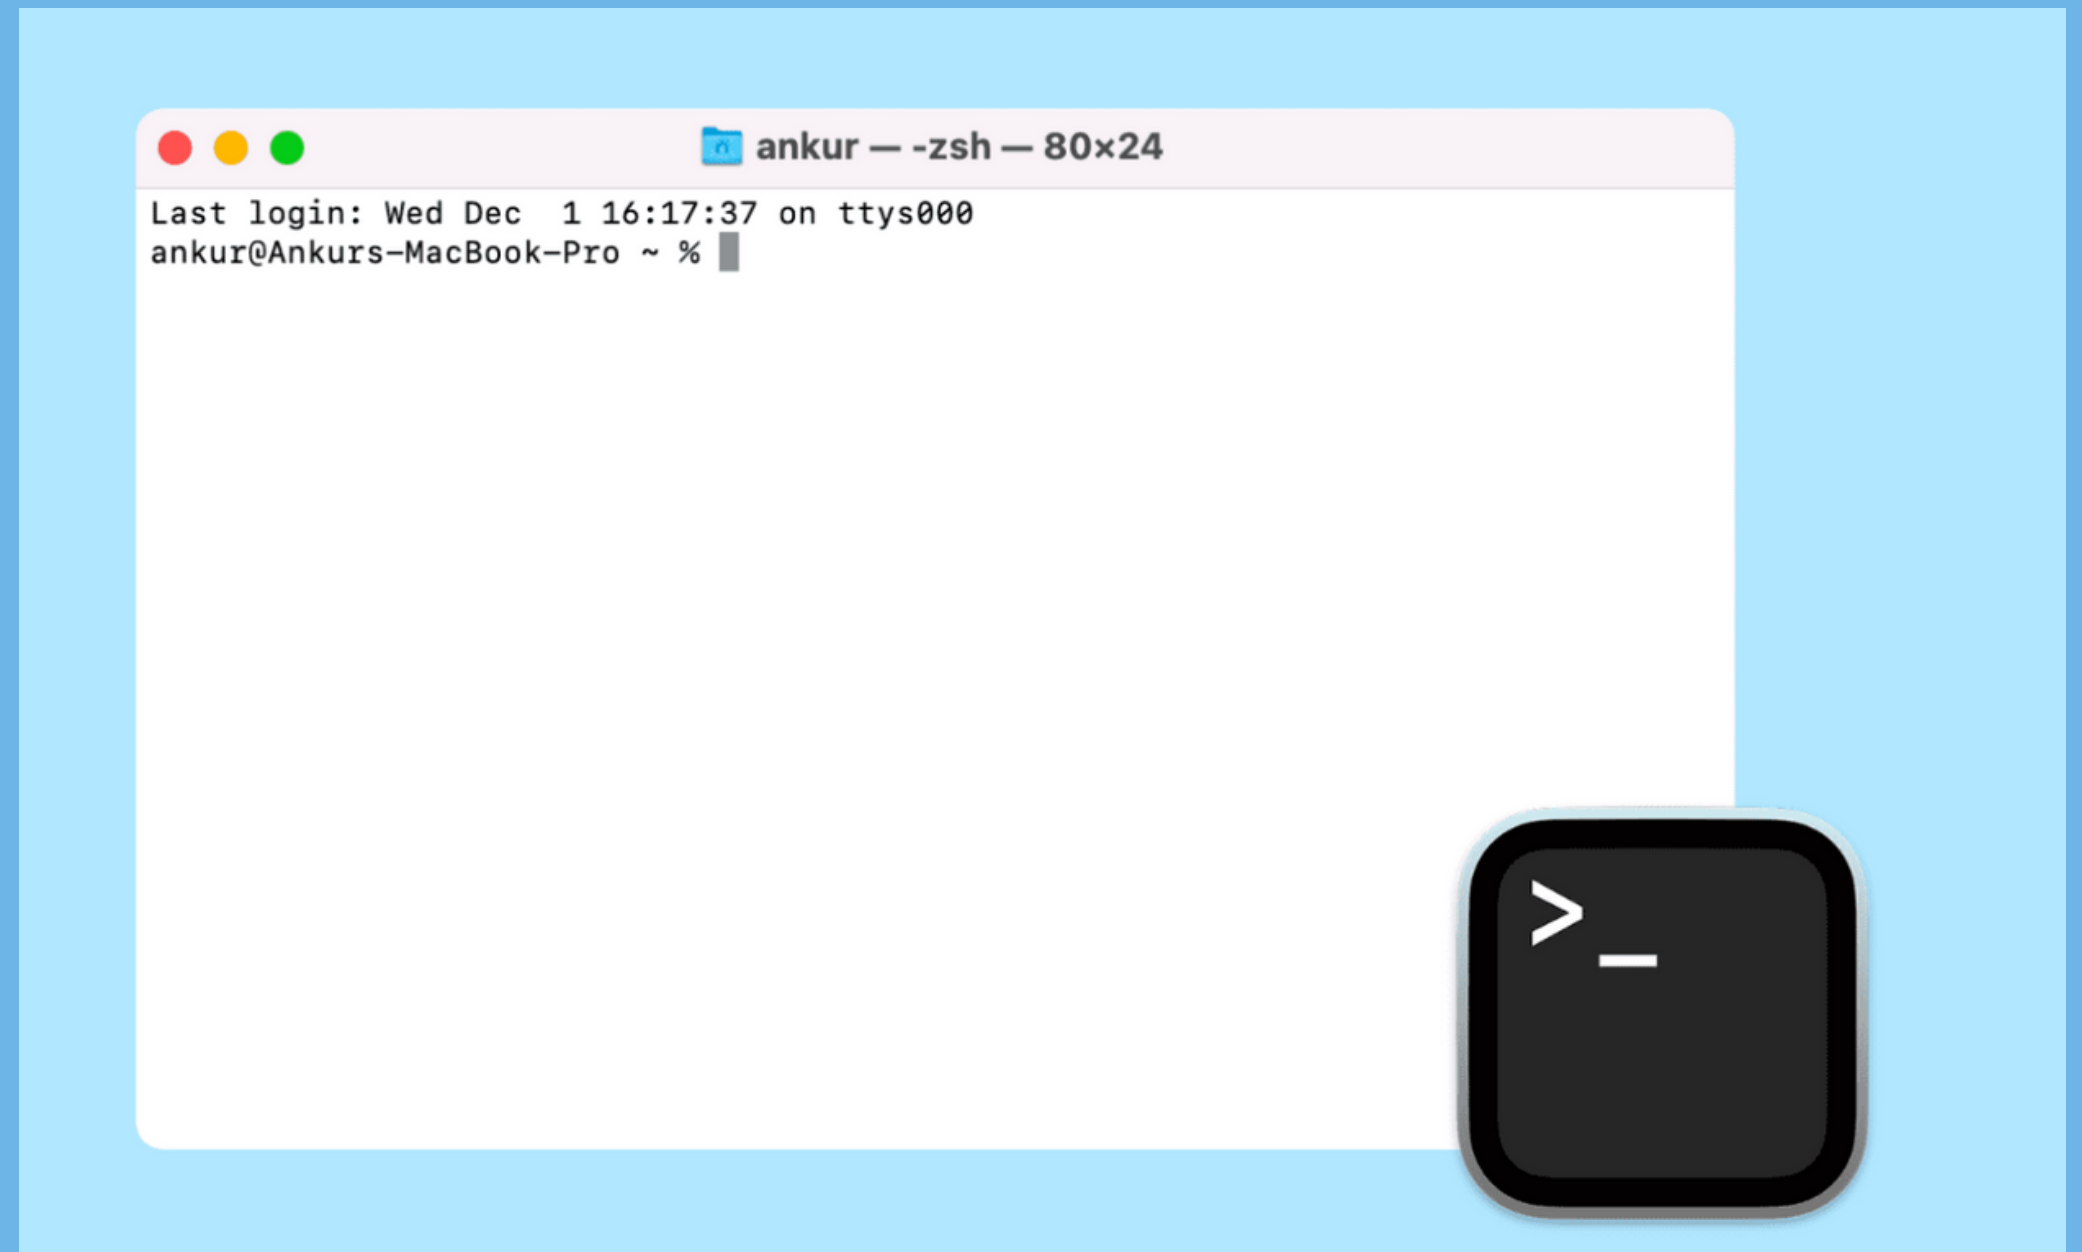 ankur — -zsh — 80×24
Last login: Wed Dec  1 16:17:37 on ttys000
ankur@Ankurs-MacBook-Pro ~ %
>_